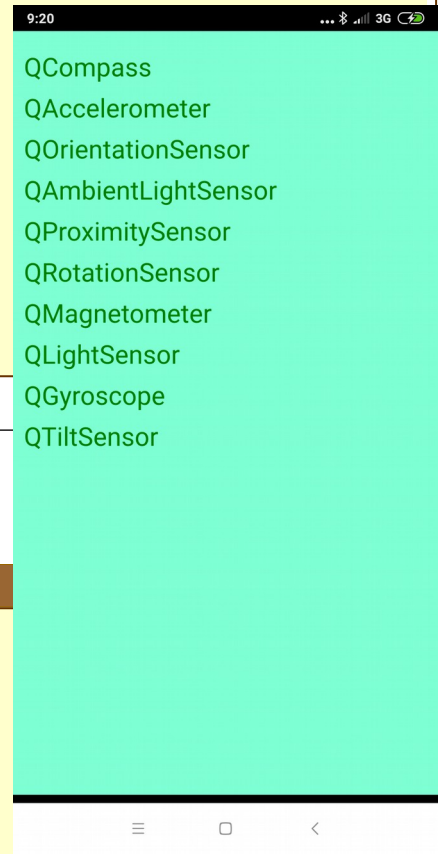 9:20 ... 3G
QCompass
QAccelerometer
QOrientationSensor
QAmbientLightSensor
QProximitySensor
QRotationSensor
QMagnetometer
QLightSensor
QGyroscope
QTiltSensor